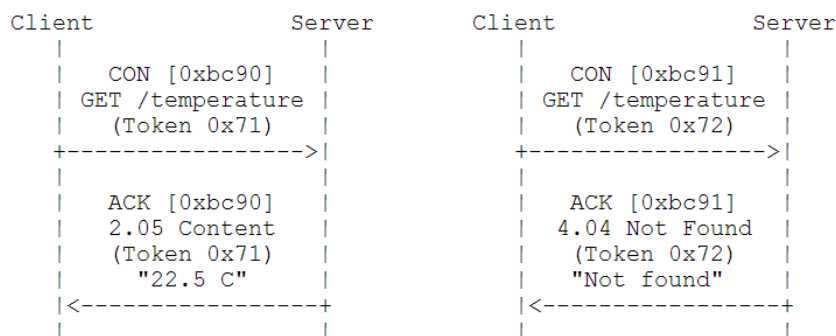 Client Server Client Server
CON [0xbc90] CON [0xbc91]
GET /temperature GET /temperature
(Token 0x71) (Token 0x72)
ACK [0xbc90] ACK [0xbc91]
2.05 Content 4.04 Not Found
(Token 0x71) (Token 0x72)
"22.5 C" "Not found"